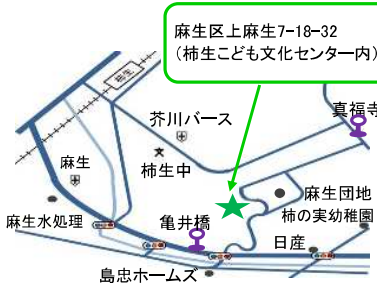 麻生区上麻生7-18-32
(柿生こども文化センター内)
柿生
芥川バース
真福寺
麻生
柿生中
麻生団地
柿の実幼稚園
麻生水処理
亀井橋
日産
島忠ホームズ